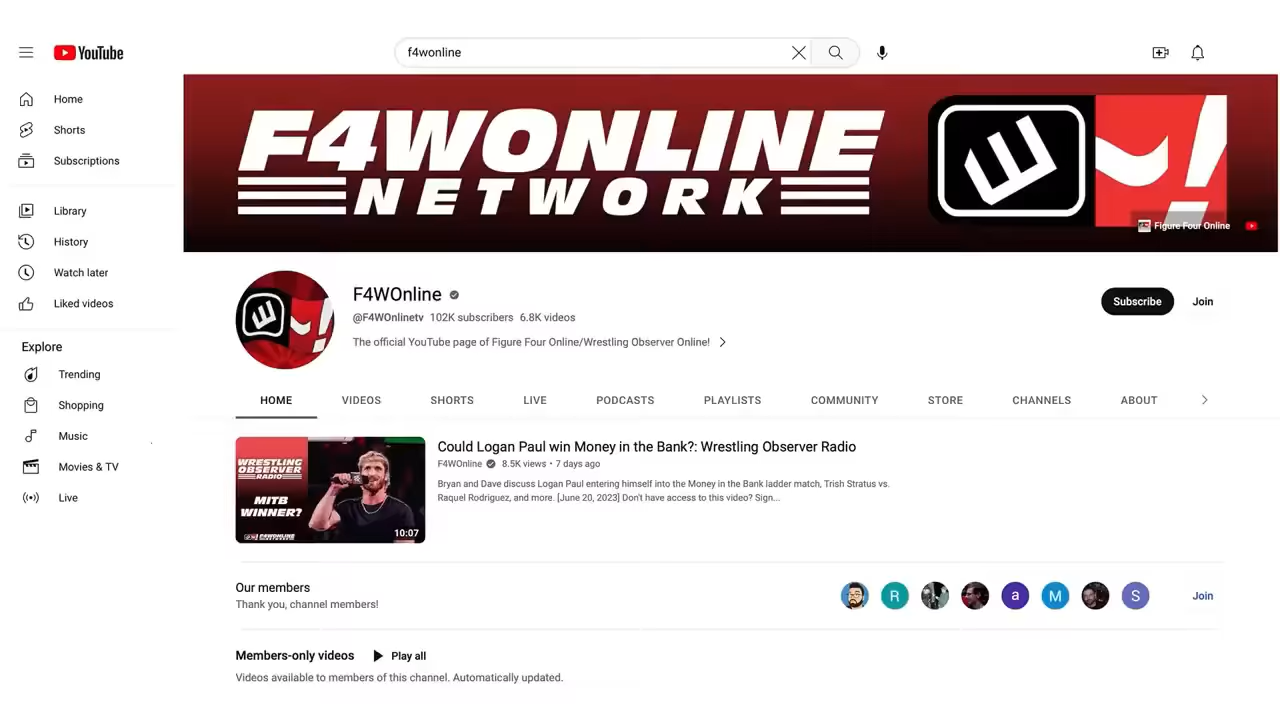 YouTube
f4wonline
Home
Shorts
Subscriptions
Library
History
Watch later
Liked videos
Explore
Trending
Shopping
Music
Movies & TV
Live
F4WONLINE
NETWORK
Figure Four Online
F4WOnline
@F4WOnlinetv 102K subscribers 6.8K videos
The official YouTube page of Figure Four Online/Wrestling Observer Online!
Subscribe
Join
HOME VIDEOS SHORTS LIVE PODCASTS PLAYLISTS COMMUNITY STORE CHANNELS ABOUT
WRESTLING
OBSERVER
RADIO
MITB
WINNER?
F4WONLINE
10:07
Could Logan Paul win Money in the Bank?: Wrestling Observer Radio
F4WOnline 8.5K views • 7 days ago
Bryan and Dave discuss Logan Paul entering himself into the Money in the Bank ladder match, Trish Stratus vs.
Raquel Rodriguez, and more. [June 20, 2023] Don't have access to this video? Sign...
Our members
Thank you, channel members!
R
a
M
S
Join
Members-only videos Play all
Videos available to members of this channel. Automatically updated.